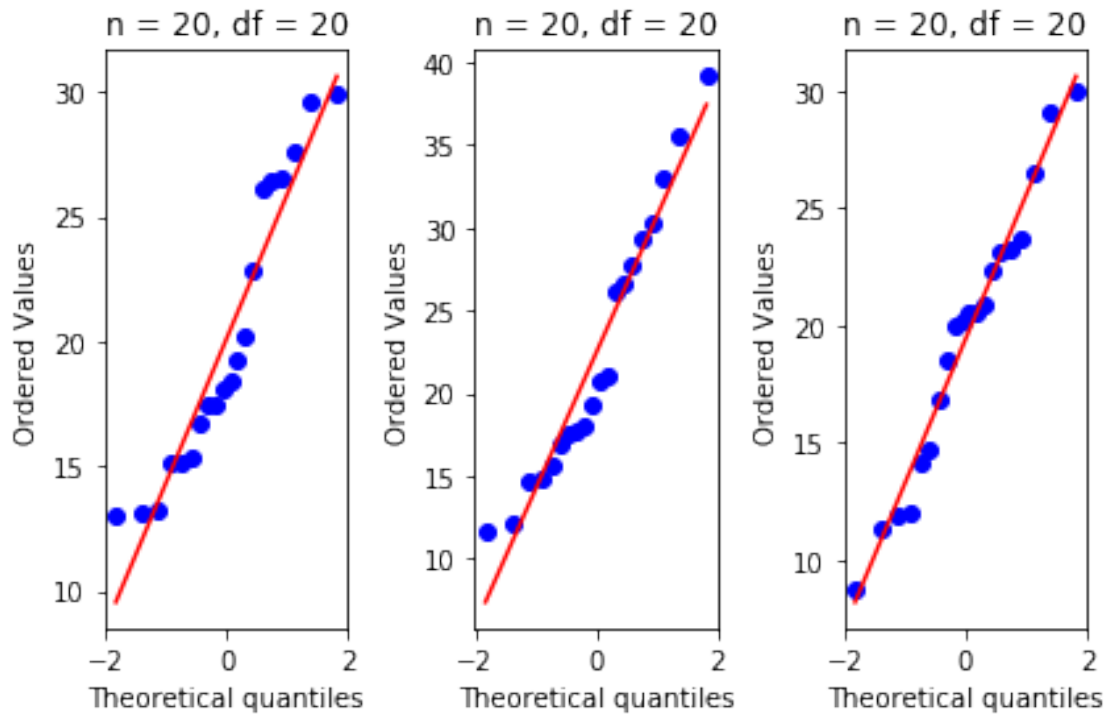 n = 20, df = 20
n = 20, df = 20
n = 20, df = 20
Ordered Values
30
25
20
15
10
−2
0
2
Theoretical quantiles
Ordered Values
40
35
30
25
20
15
10
−2
0
2
Theoretical quantiles
Ordered Values
30
25
20
15
10
−2
0
2
Theoretical quantiles